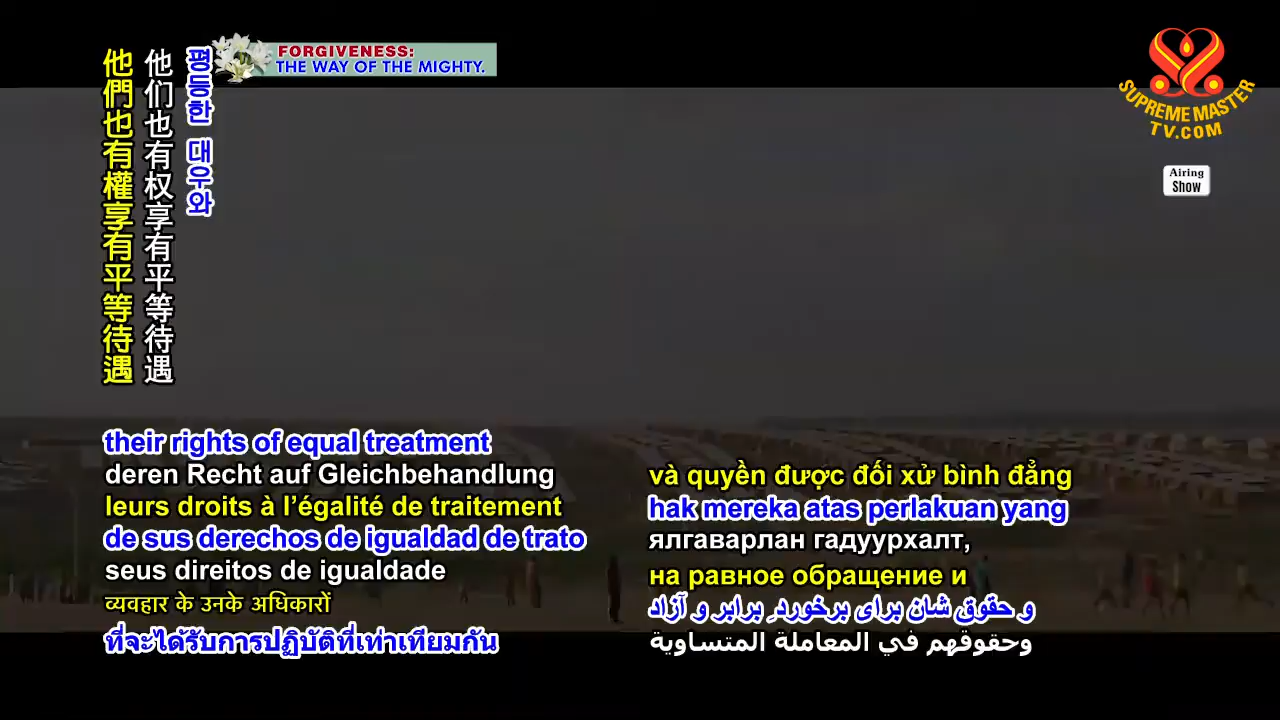 FORGIVENESS:
THE WAY OF THE MIGHTY.
SUPREME MASTER
TV.COM
Airing
Show
평등한 대우와
他们也有权享有平等待遇
他們也有權享有平等待遇
their rights of equal treatment
deren Recht auf Gleichbehandlung
leurs droits à l’égalité de traitement
de sus derechos de igualdad de trato
seus direitos de igualdade
व्यवहार के उनके अधिकारों
ที่จะได้รับการปฏิบัติที่เท่าเทียมกัน
và quyền được đối xử bình đẳng
hak mereka atas perlakuan yang
ялгаварлан гадуурхалт,
на равное обращение и
و حقوق شان برای برخوردِ برابر و آزاد
وحقوقهم في المعاملة المتساوية